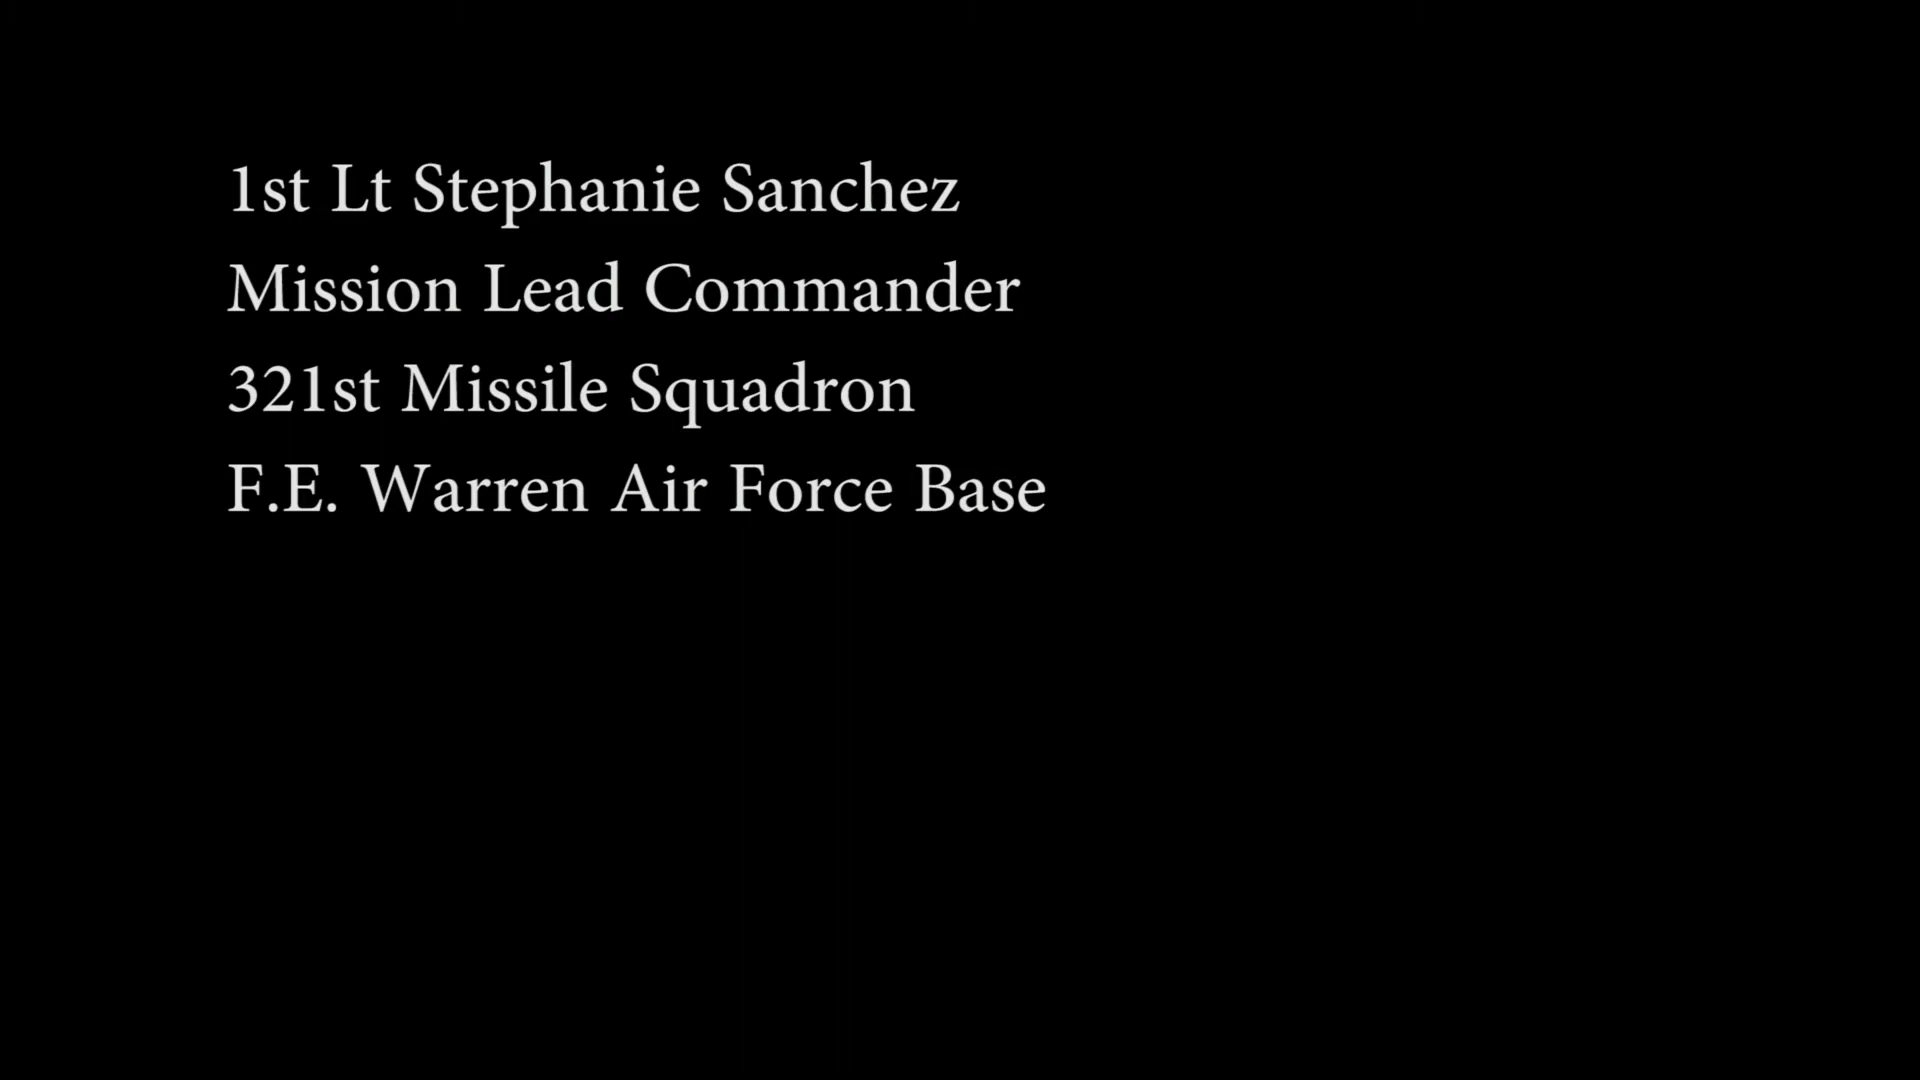 1st Lt Stephanie Sanchez
Mission Lead Commander
321st Missile Squadron
F.E. Warren Air Force Base